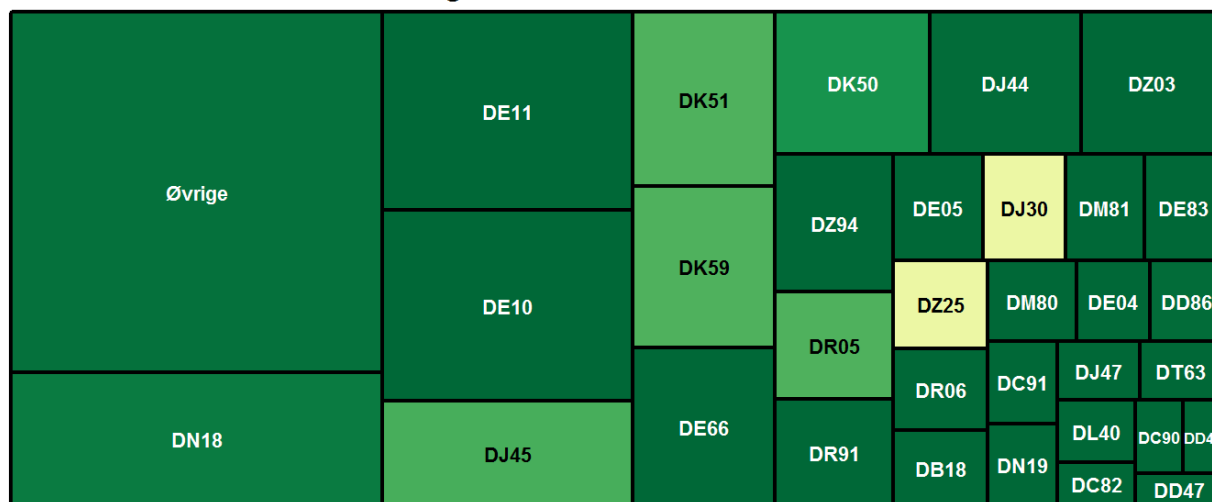 Øvrige
DN18
DE11
DE10
DJ45
DK51
DK59
DE66
DK50
DJ44
DZ03
DZ94
DE05
DJ30
DM81
DE83
DR05
DZ25
DM80
DE04
DD86
DR91
DR06
DC91
DJ47
DT63
DB18
DN19
DL40
DC90
DD4
DC82
DD47